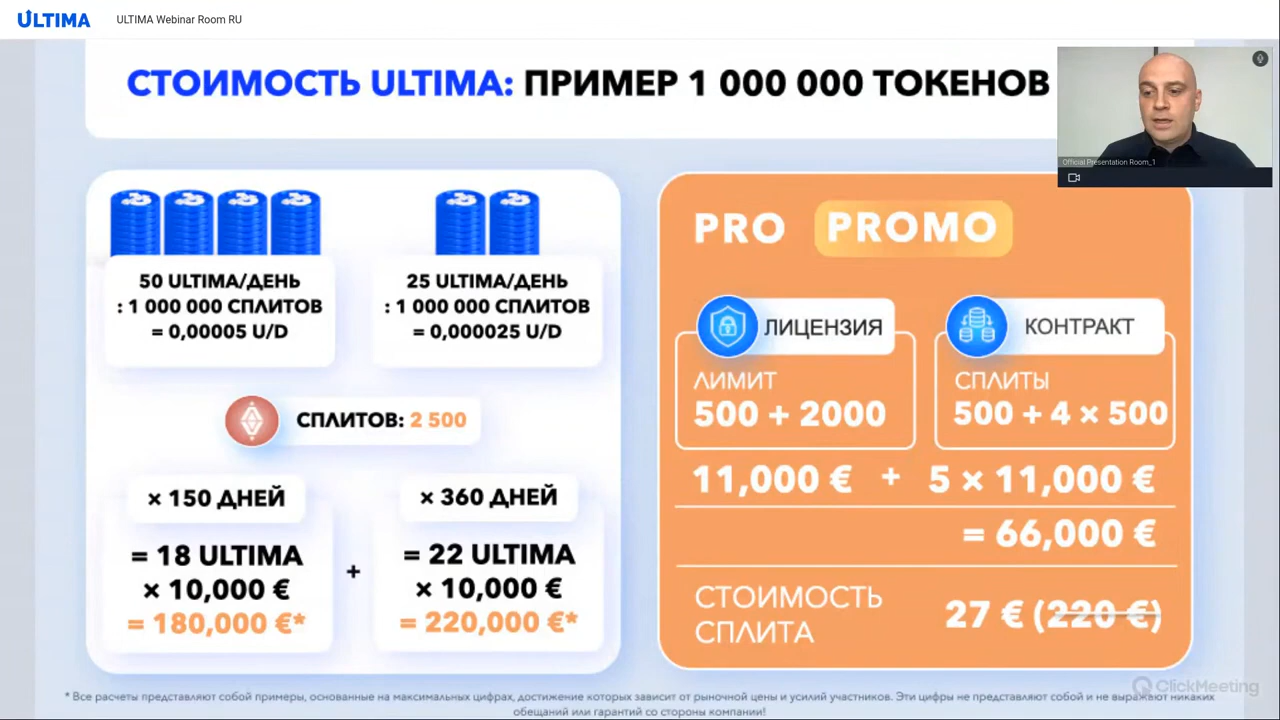 ULTIMA
ULTIMA Webinar Room RU
СТОИМОСТЬ ULTIMA: ПРИМЕР 1 000 000 ТОКЕНОВ
Official Presentation Room_1
50 ULTIMA/ДЕНЬ
: 1 000 000 СПЛИТОВ
= 0,00005 U/D
25 ULTIMA/ДЕНЬ
: 1 000 000 СПЛИТОВ
= 0,000025 U/D
СПЛИТОВ: 2 500
× 150 ДНЕЙ
= 18 ULTIMA
× 10,000 €
= 180,000 €*
+
× 360 ДНЕЙ
= 22 ULTIMA
× 10,000 €
= 220,000 €*
PRO PROMO
ЛИЦЕНЗИЯ
ЛИМИТ
500 + 2000
КОНТРАКТ
СПЛИТЫ
500 + 4 × 500
11,000 € + 5 × 11,000 €
= 66,000 €
СТОИМОСТЬ
СПЛИТА
27 € (220 €)
* Все расчеты представляют собой примеры, основанные на максимальных цифрах, достижение которых зависит от рыночной цены и усилий участников. Эти цифры не представляют собой и не выражают никаких
обещаний или гарантий со стороны компании!
ClickMeeting